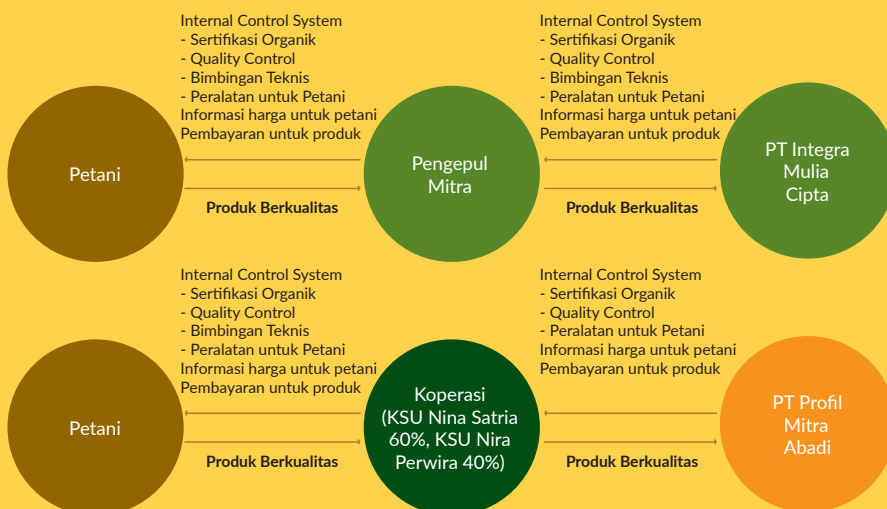 Internal Control System
- Sertifikasi Organik
- Quality Control
- Bimbingan Teknis
- Peralatan untuk Petani
Informasi harga untuk petani
Pembayaran untuk produk
Internal Control System
- Sertifikasi Organik
- Quality Control
- Bimbingan Teknis
- Peralatan untuk Petani
Informasi harga untuk petani
Pembayaran untuk produk
Petani
Pengepul
Mitra
PT Integra
Mulia
Cipta
Produk Berkualitas
Produk Berkualitas
Internal Control System
- Sertifikasi Organik
- Quality Control
- Bimbingan Teknis
- Peralatan untuk Petani
Informasi harga untuk petani
Pembayaran untuk produk
Internal Control System
- Sertifikasi Organik
- Quality Control
- Peralatan untuk Petani
Informasi harga untuk petani
Pembayaran untuk produk
Petani
Koperasi
(KSU Nina Satria
60%, KSU Nira
Perwira 40%)
PT Profil
Mitra
Abadi
Produk Berkualitas
Produk Berkualitas